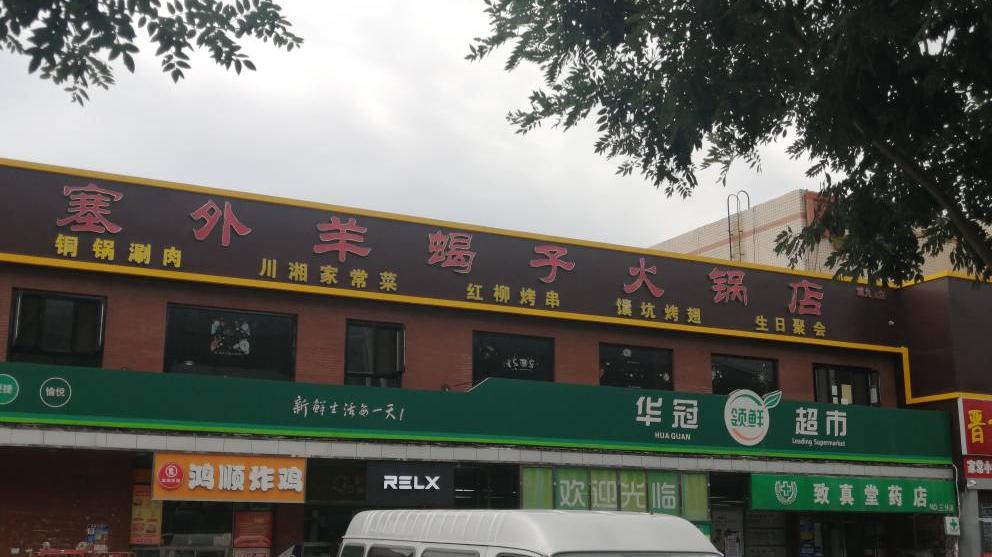 塞外羊蝎子火锅店
铜锅涮肉 川湘家常菜 红柳烤串 馕坑烤翅 生日聚会
愉悦
新鲜生活每一天!
华冠 领鲜 超市
HUA GUAN Leading Supermarket
鸿顺炸鸡
RELX
欢迎光临
致真堂药店
晋